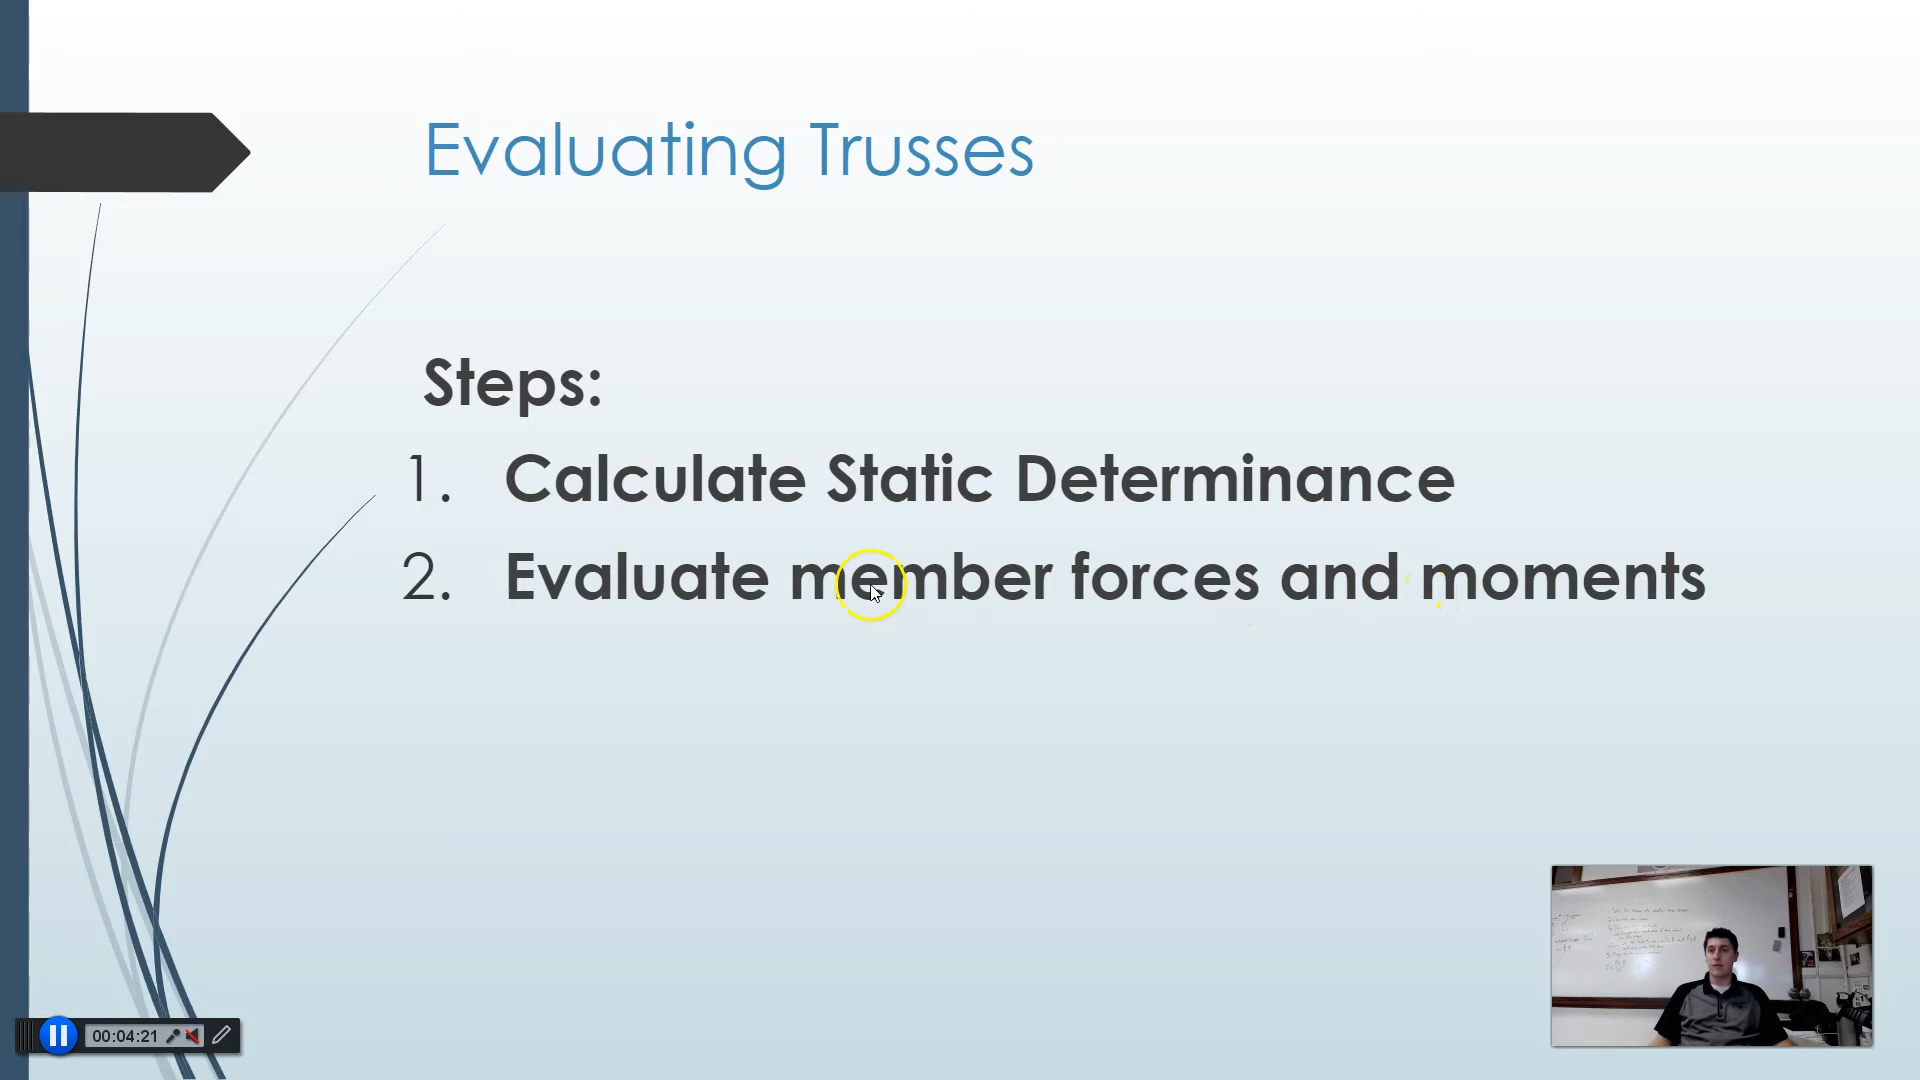 Evaluating Trusses
Steps:
1. Calculate Static Determinance
2. Evaluate member forces and moments
00:04:21